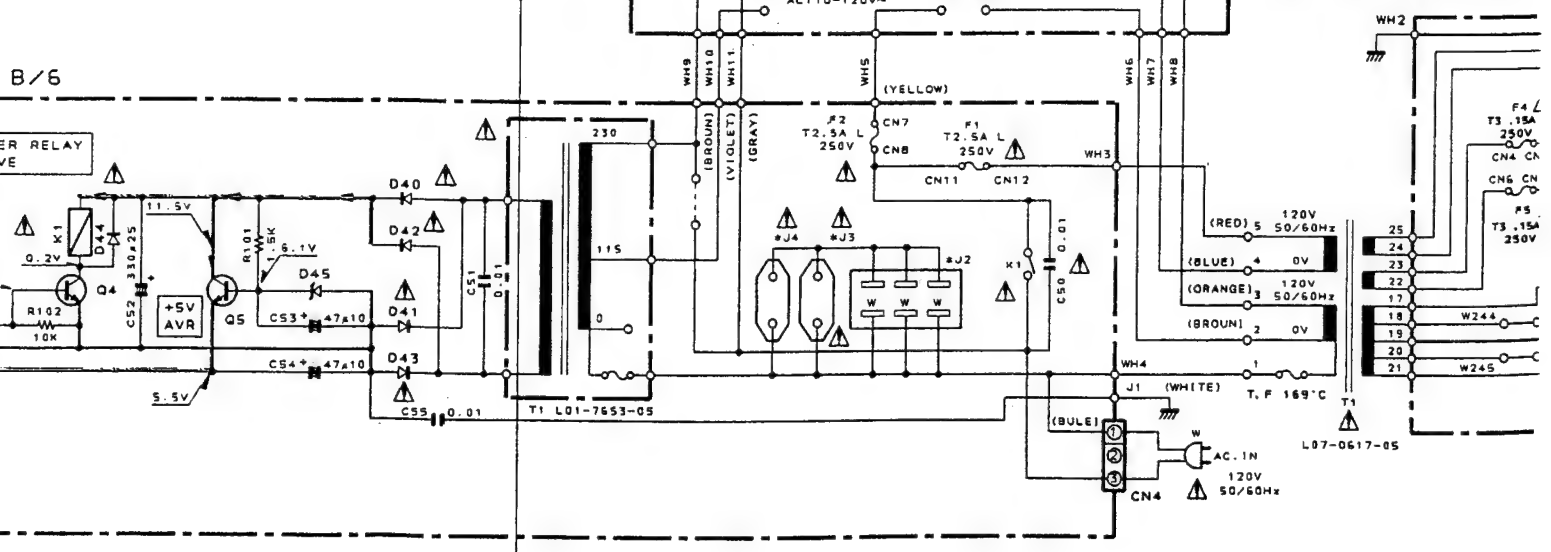 AC110-120V~
B/6
WH2
WH9
WH10
WH11
WH5
WH6
WH7
WH8
(YELLOW)
ER RELAY
VE
230
(BROUN)
(VIOLET)
(GRAY)
F2
T2.5A L
250V
CN7
CN8
F1
T2.5A L
250V
CN11
CN12
WH3
F4
T3.15A
250V
CN4 CN
CN6 CN
F5
T3.15A
250V
D40
D42
11.5V
K1
D44
330x25
C52
R101
1.5K
6.1V
0.2V
Q4
D45
+5V
AVR
Q5
R102
10K
C53
47x10
D41
C54
47x10
D43
5.5V
C51
0.01
115
0
C55
0.01
T1 L01-7653-05
*J4
*J3
*J2
W
W
W
K1
C50
0.01
(RED)
5
120V
50/60Hz
(BLUE)
4
0V
(ORANGE)
3
120V
50/60Hz
(BROUN)
2
0V
25
24
23
22
17
18
19
20
21
W244
W245
WH4
J1
(WHITE)
1
T.F 169°C
T1
L07-0617-05
(BULE)
1
2
3
CN4
W
AC.IN
120V
50/60Hz